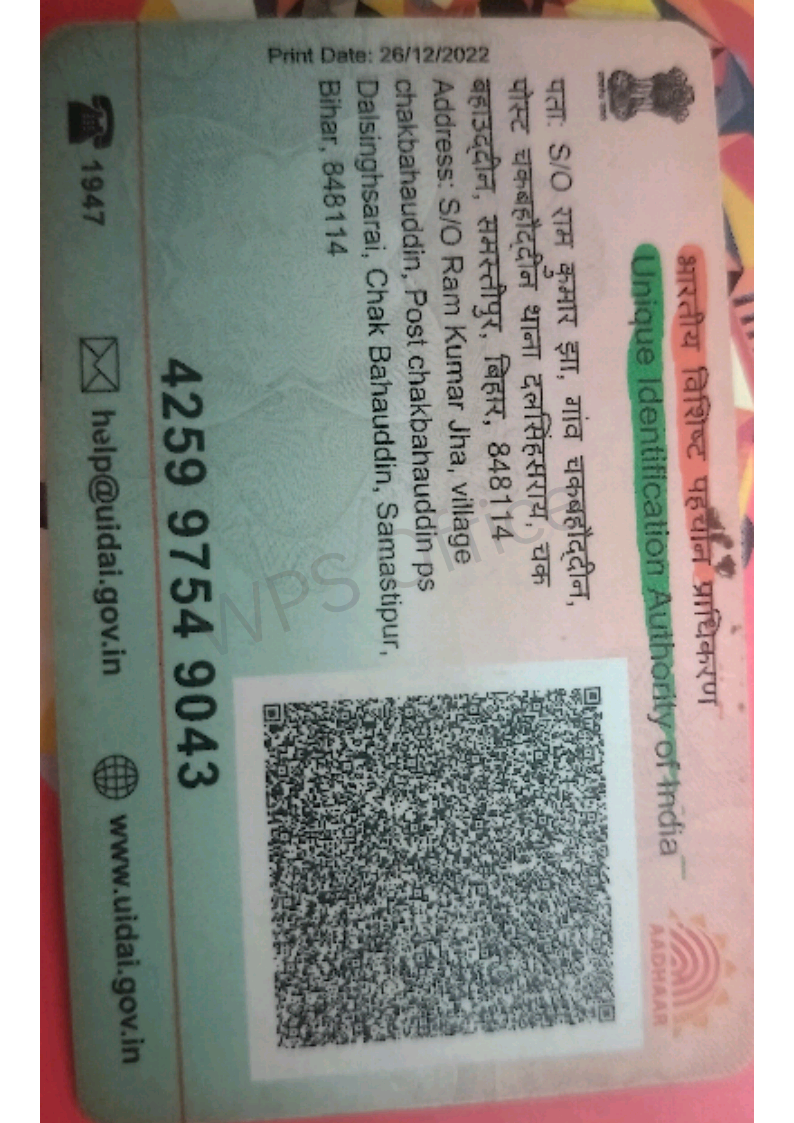 भारतीय विशिष्ट पहचान प्राधिकरण
Unique Identification Authority of India
AADHAAR
पता: S/O राम कुमार झा, गांव चकबहौद्दीन,
पोस्ट चकबहौद्दीन थाना दलसिंहसराय, चक
बहाउद्दीन, समस्तीपुर, बिहार, 848114
Address: S/O Ram Kumar Jha, village
chakbahauddin, Post chakbahauddin ps
Dalsinghsarai, Chak Bahauddin, Samastipur,
Bihar, 848114
Print Date: 26/12/2022
4259 9754 9043
1947
help@uidai.gov.in
www.uidai.gov.in
WPS Office